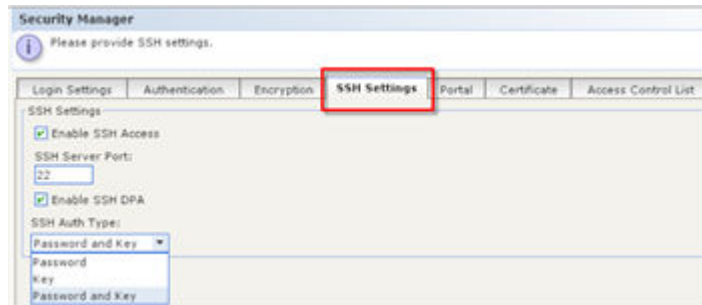 Security Manager
Please provide SSH settings.
Login Settings Authentication Encryption SSH Settings Portal Certificate Access Control List
SSH Settings
Enable SSH Access
SSH Server Port:
22
Enable SSH DPA
SSH Auth Type:
Password and Key
Password
Key
Password and Key